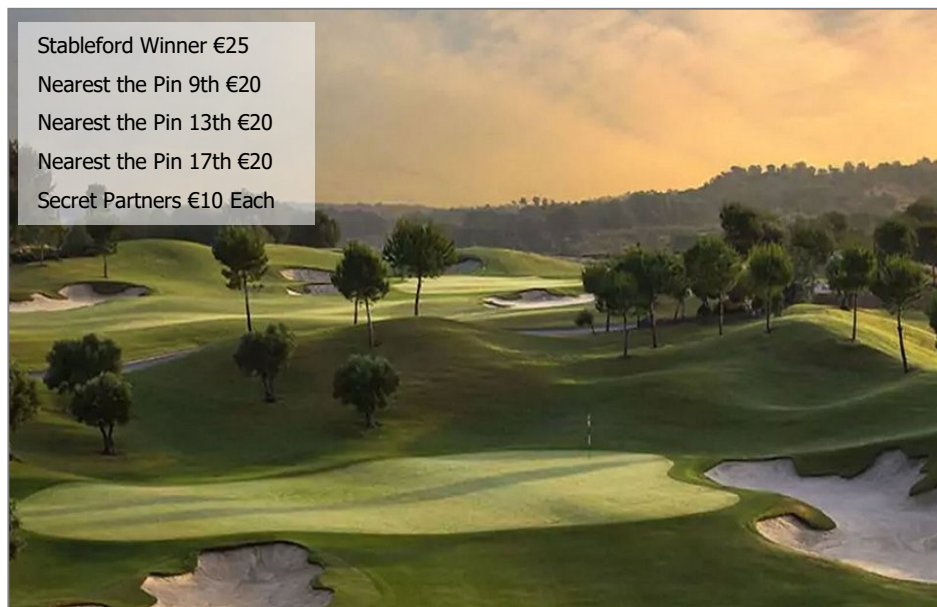 Stableford Winner €25
Nearest the Pin 9th €20
Nearest the Pin 13th €20
Nearest the Pin 17th €20
Secret Partners €10 Each